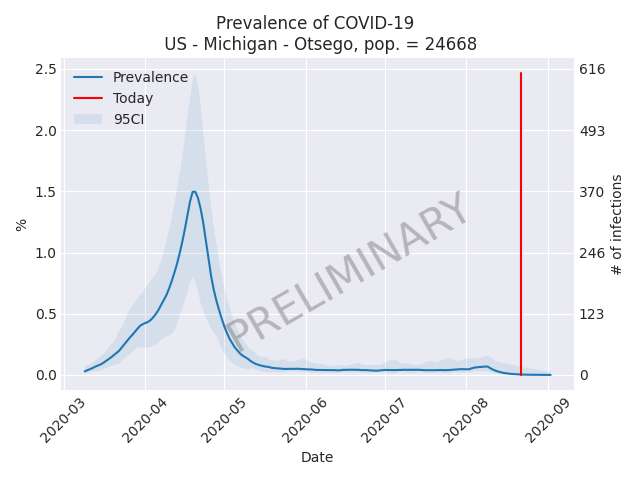 Prevalence of COVID-19
US - Michigan - Otsego, pop. = 24668
Prevalence
Today
95CI
PRELIMINARY
%
2.5
2.0
1.5
1.0
0.5
0.0
616
493
370
246
123
0
# of infections
2020-03
2020-04
2020-05
2020-06
2020-07
2020-08
2020-09
Date